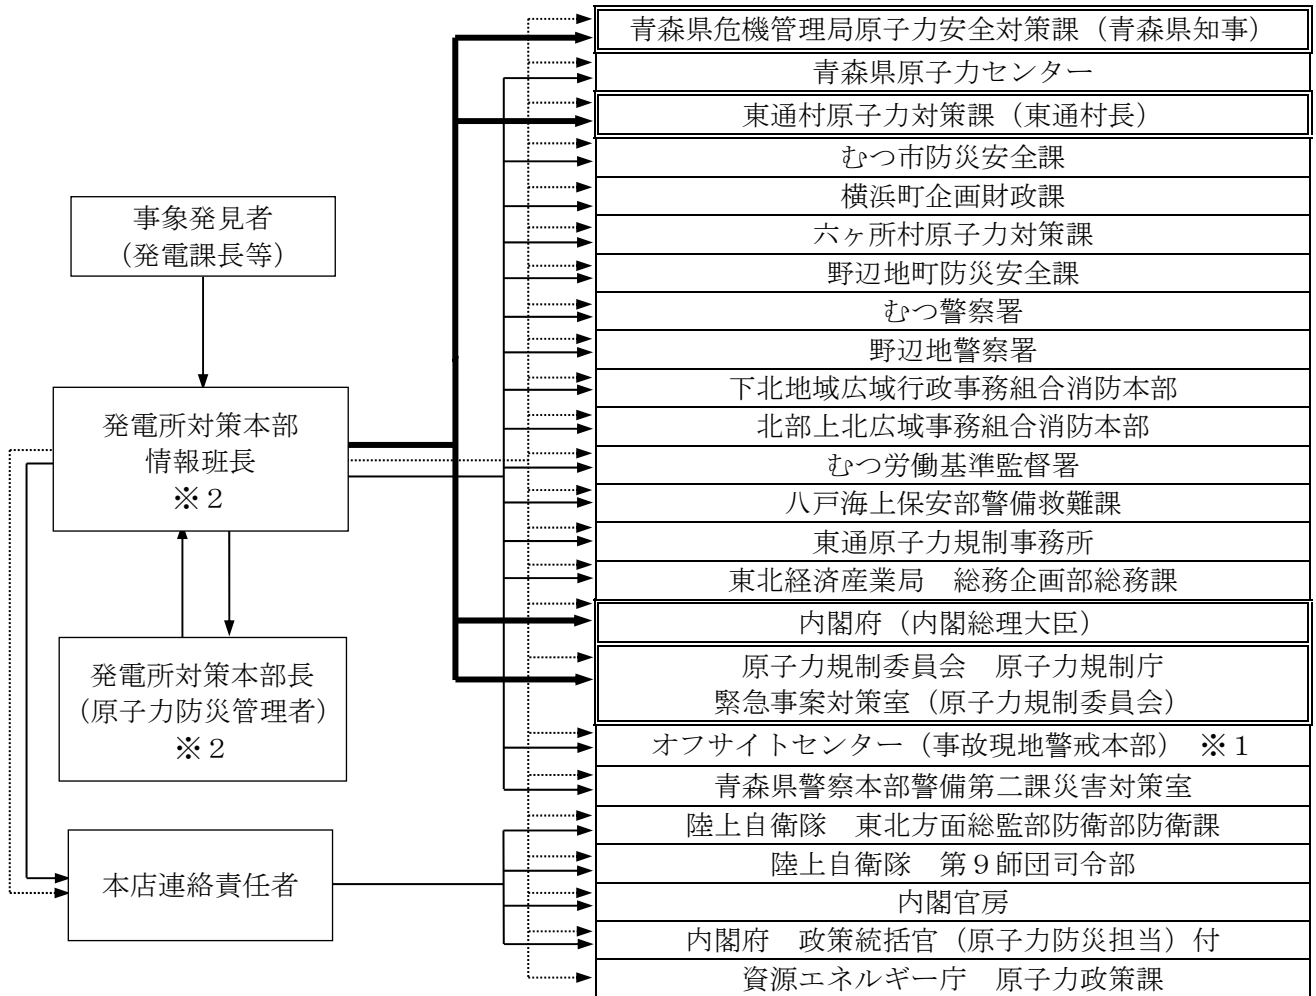 事象発見者
(発電課長等)
発電所対策本部
情報班長
※２
発電所対策本部長
(原子力防災管理者)
※２
本店連絡責任者
青森県危機管理局原子力安全対策課（青森県知事）
青森県原子力センター
東通村原子力対策課（東通村長）
むつ市防災安全課
横浜町企画財政課
六ヶ所村原子力対策課
野辺地町防災安全課
むつ警察署
野辺地警察署
下北地域広域行政事務組合消防本部
北部上北広域事務組合消防本部
むつ労働基準監督署
八戸海上保安部警備救難課
東通原子力規制事務所
東北経済産業局　総務企画部総務課
内閣府（内閣総理大臣）
原子力規制委員会　原子力規制庁
緊急事案対策室（原子力規制委員会）
オフサイトセンター（事故現地警戒本部）　※１
青森県警察本部警備第二課災害対策室
陸上自衛隊　東北方面総監部防衛部防衛課
陸上自衛隊　第９師団司令部
内閣官房
内閣府　政策統括官（原子力防災担当）付
資源エネルギー庁　原子力政策課